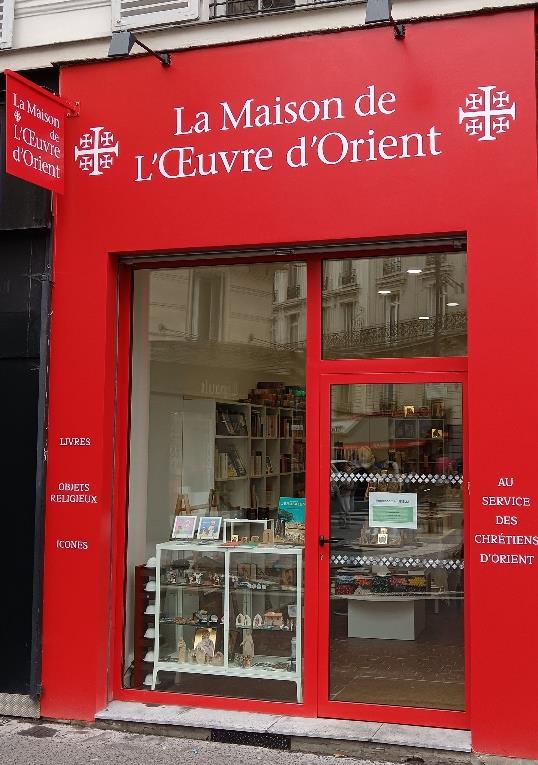 La Maison
de
L'Œuvre
d'Orient
La Maison de
L'Œuvre d'Orient
LIVRES
OBJETS
RELIGIEUX
ICONES
AU
SERVICE
DES
CHRÉTIENS
D'ORIENT